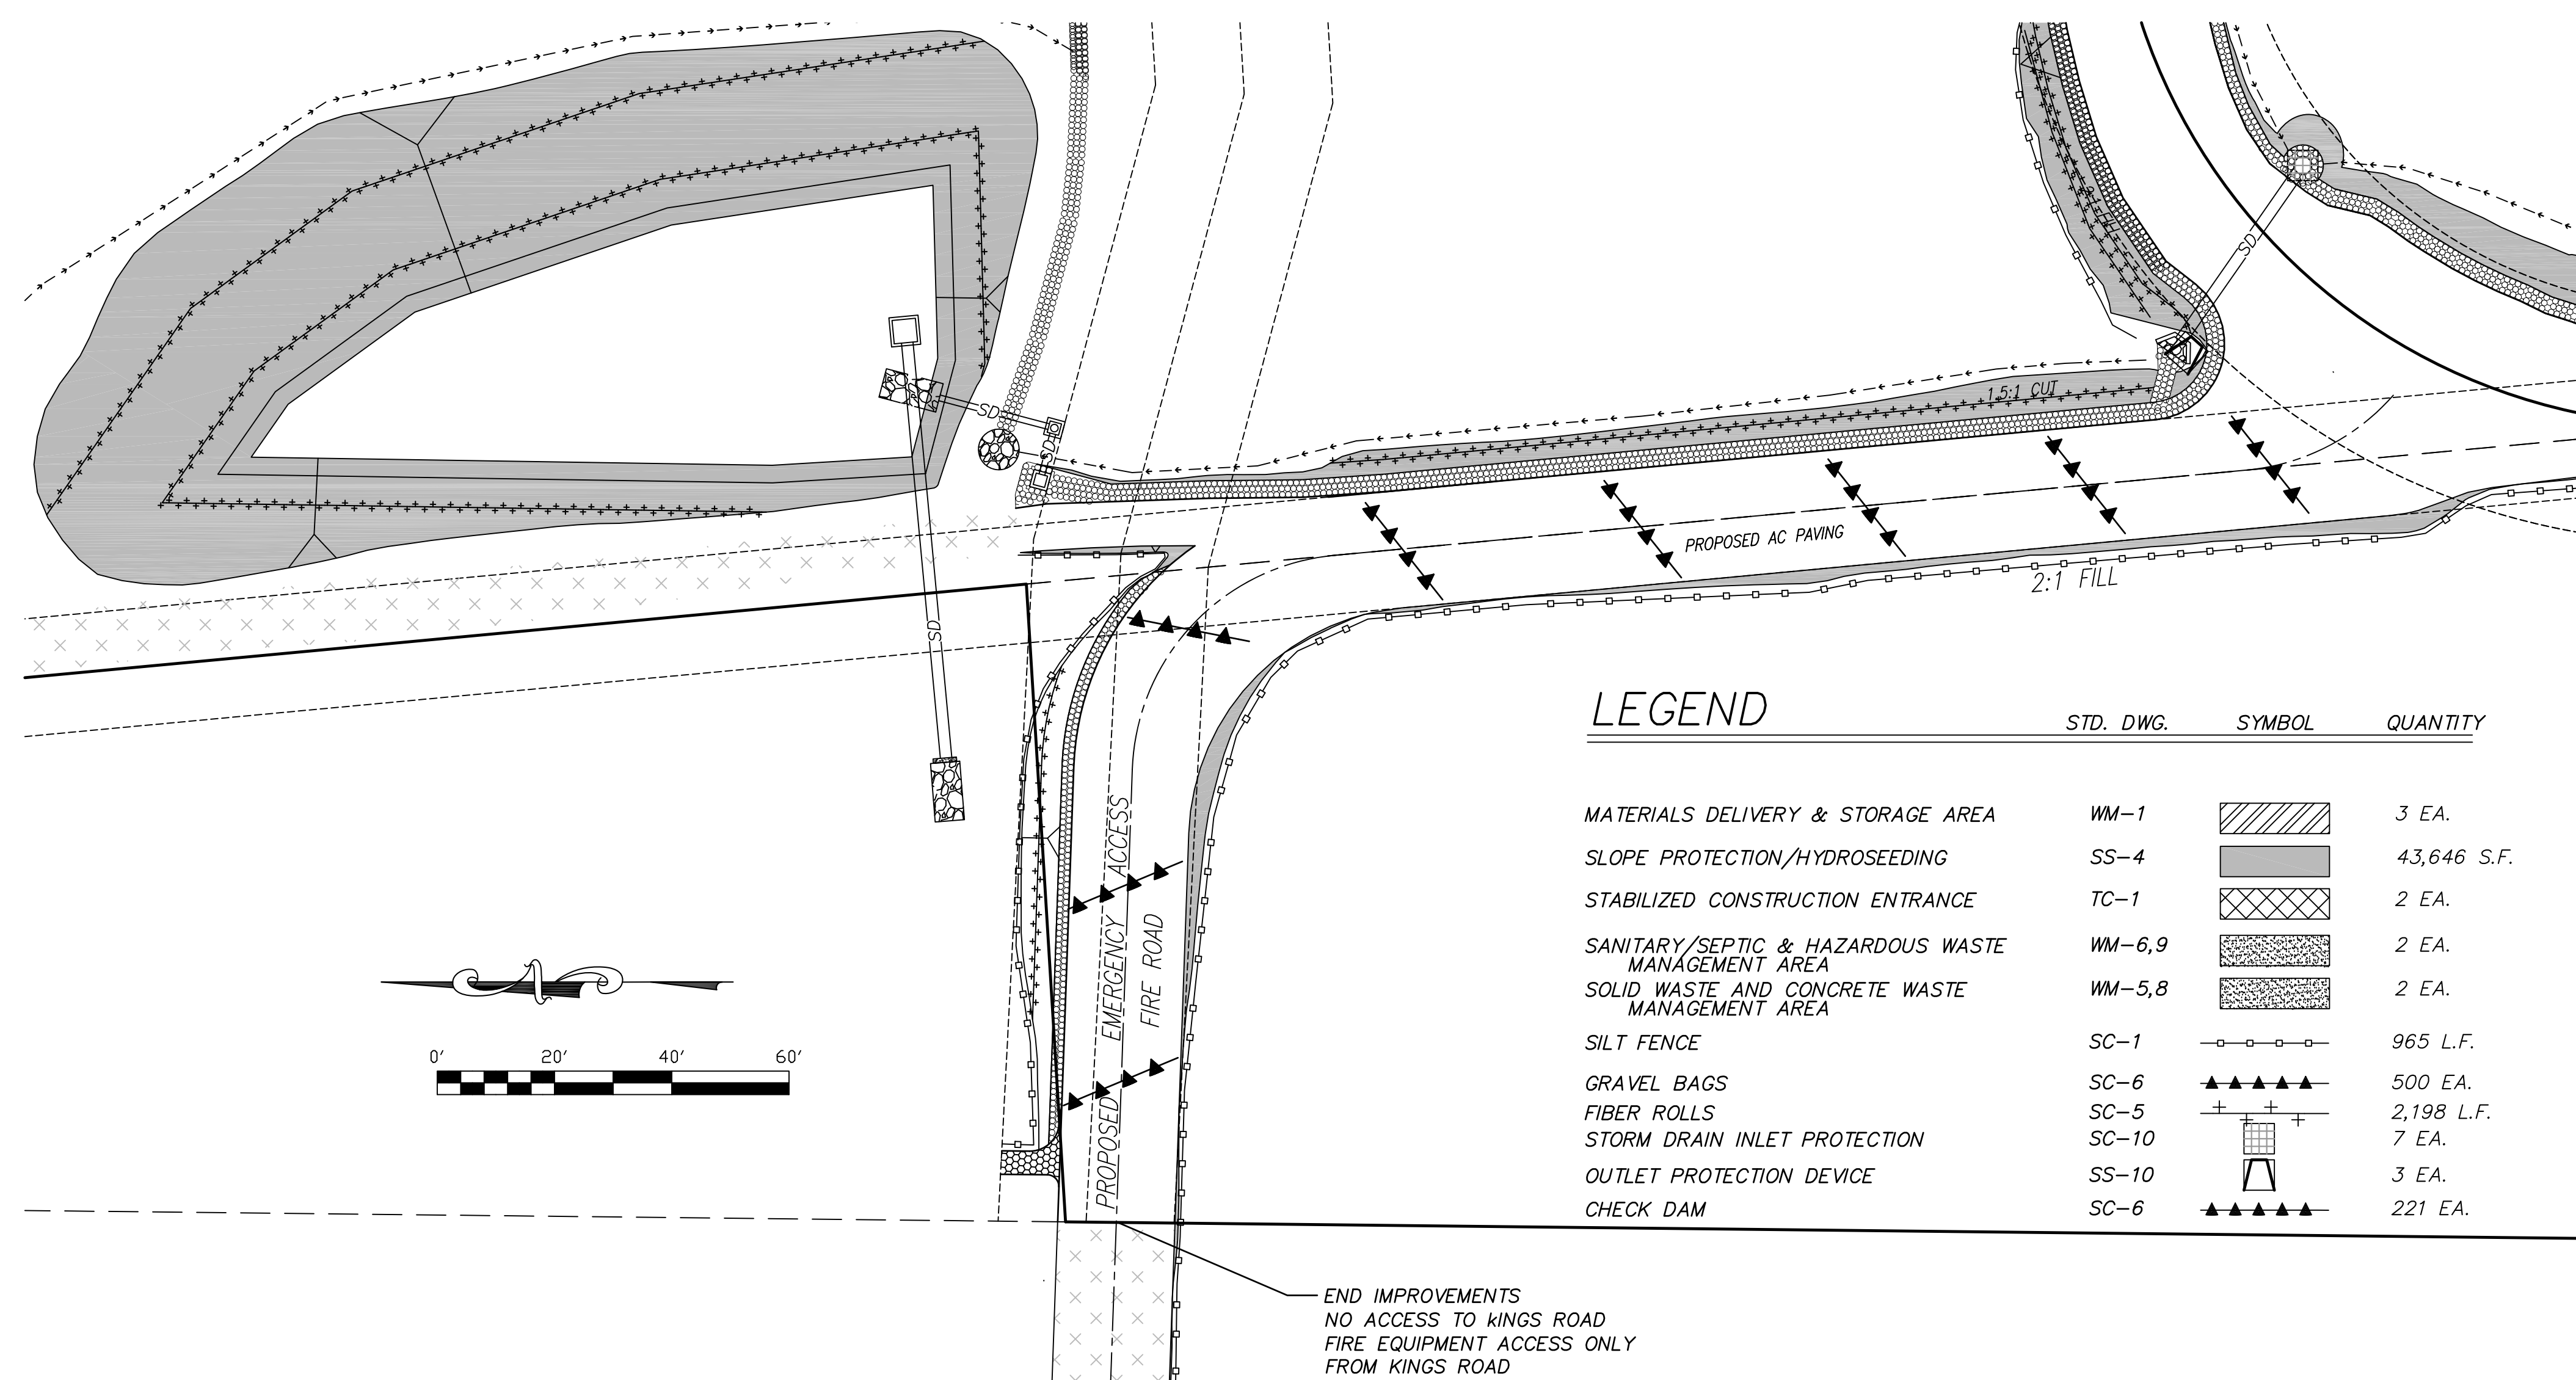 SD
SD
SD
SD
1.5:1 CUT
PROPOSED AC PAVING
2:1 FILL
PROPOSED EMERGENCY ACCESS
FIRE ROAD
0' 20' 40' 60'
LEGEND STD. DWG. SYMBOL QUANTITY
MATERIALS DELIVERY & STORAGE AREA WM-1 3 EA.
SLOPE PROTECTION/HYDROSEEDING SS-4 43,646 S.F.
STABILIZED CONSTRUCTION ENTRANCE TC-1 2 EA.
SANITARY/SEPTIC & HAZARDOUS WASTE WM-6,9 2 EA.
MANAGEMENT AREA
SOLID WASTE AND CONCRETE WASTE WM-5,8 2 EA.
MANAGEMENT AREA
SILT FENCE SC-1 965 L.F.
GRAVEL BAGS SC-6 500 EA.
FIBER ROLLS SC-5 2,198 L.F.
STORM DRAIN INLET PROTECTION SC-10 7 EA.
OUTLET PROTECTION DEVICE SS-10 3 EA.
CHECK DAM SC-6 221 EA.
END IMPROVEMENTS
NO ACCESS TO kINGS ROAD
FIRE EQUIPMENT ACCESS ONLY
FROM KINGS ROAD